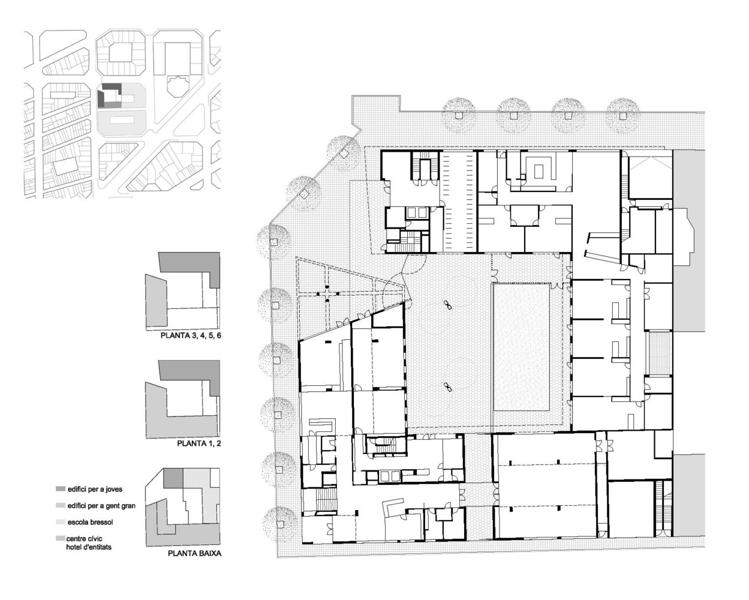 PLANTA 3, 4, 5, 6
PLANTA 1, 2
edifici per a joves
edifici per a gent gran
escola bressol
centre cívic
hotel d'entitats
PLANTA BAIXA